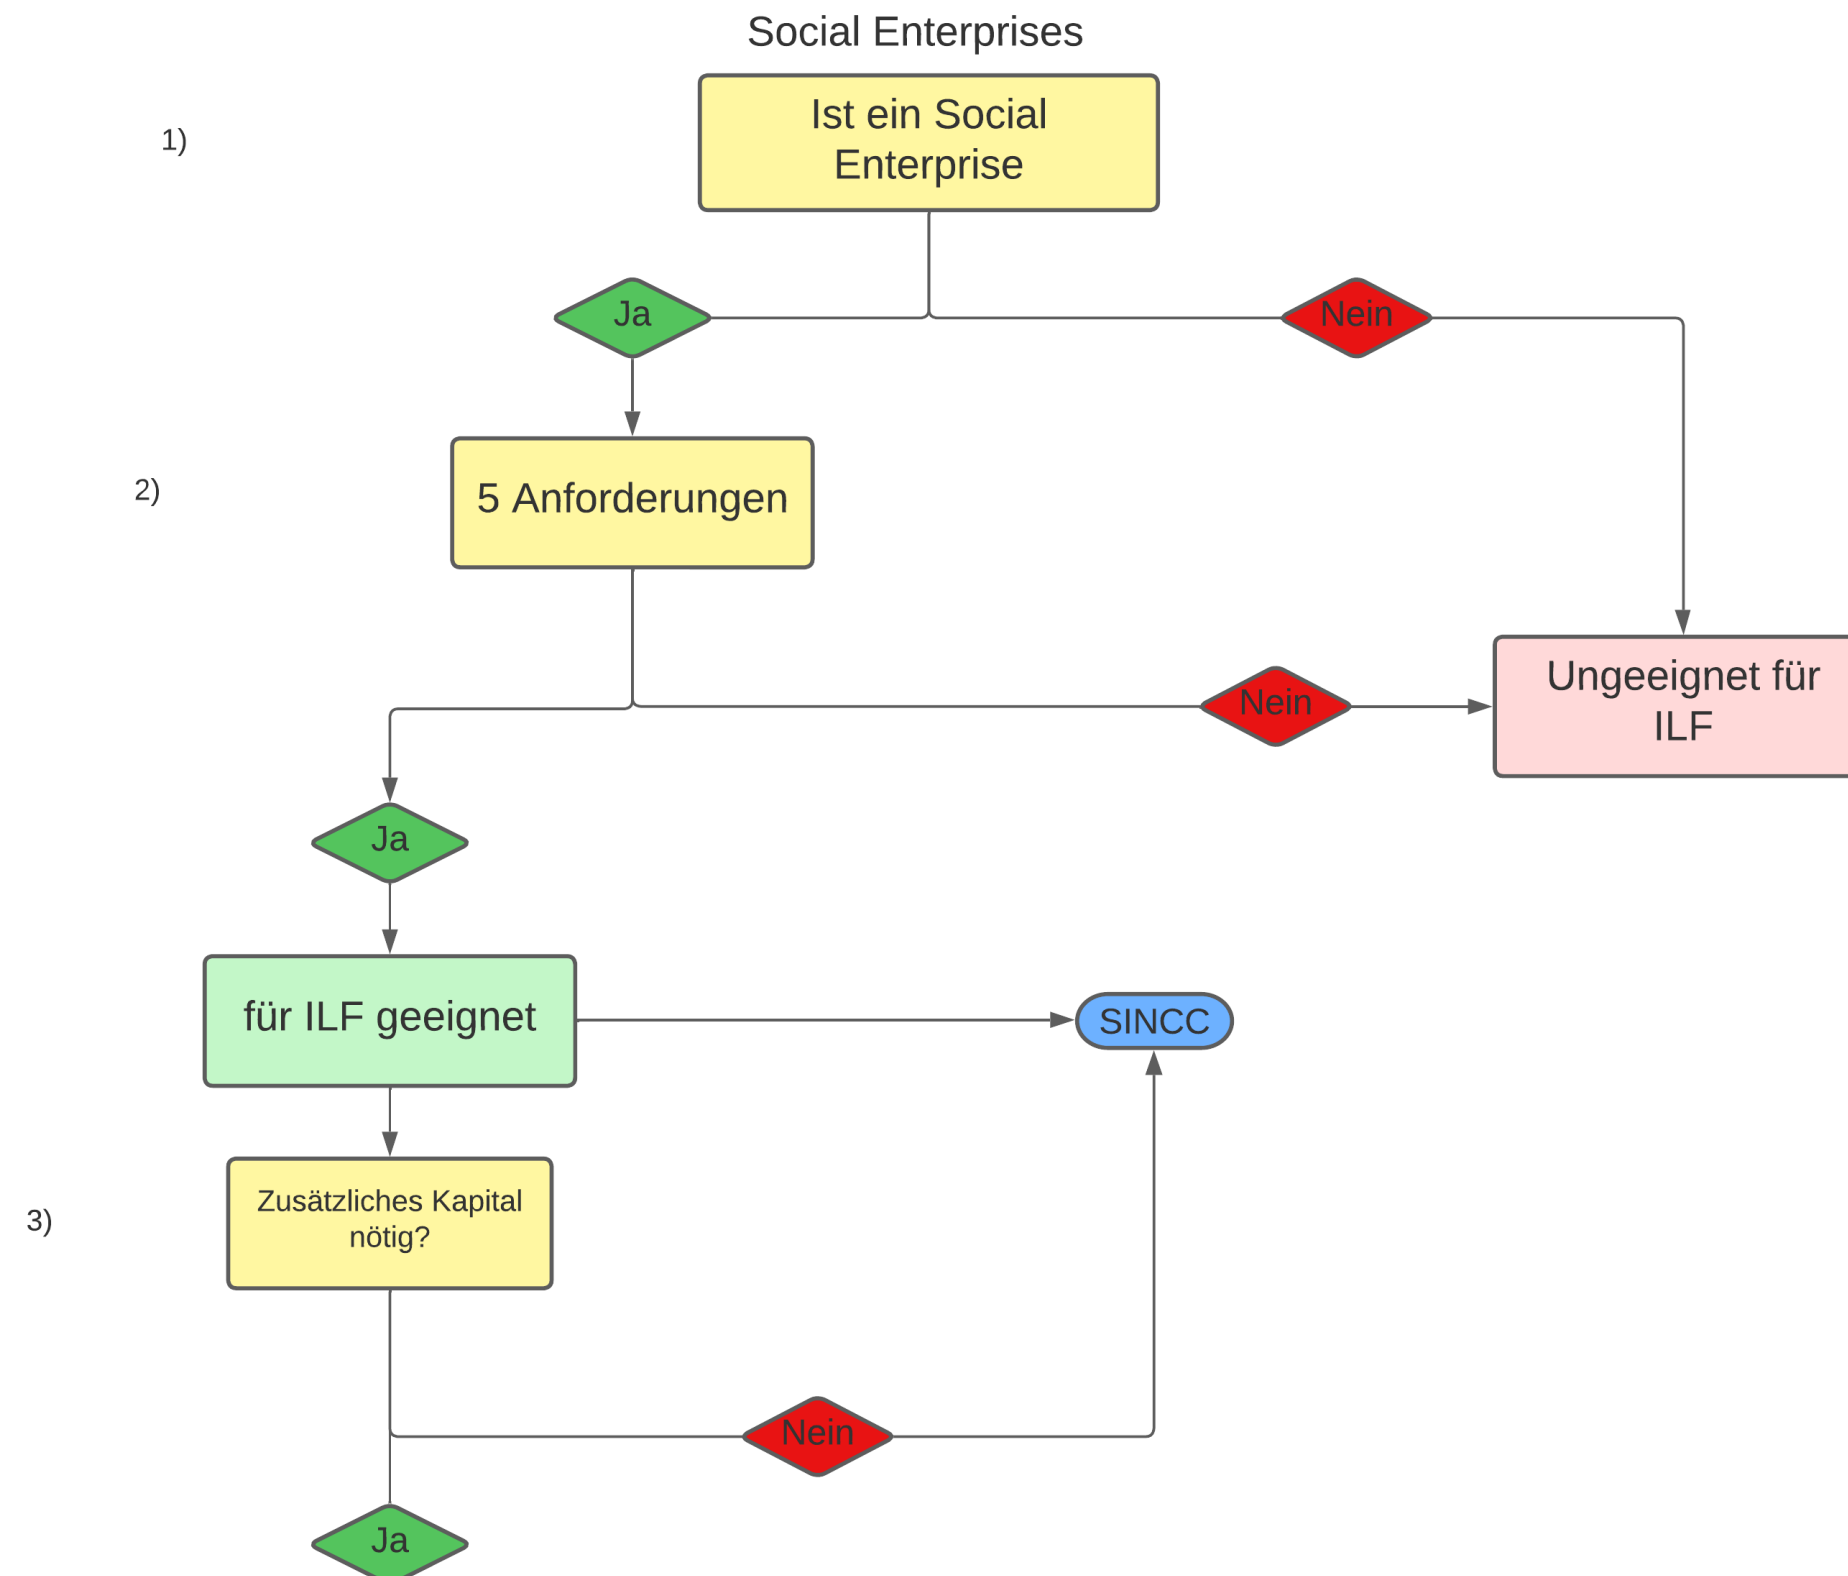 Social Enterprises
1)
Ist ein Social
Enterprise
Ja
Nein
2)
5 Anforderungen
Ungeeignet für
ILF
Nein
Ja
für ILF geeignet
SINCC
3)
Zusätzliches Kapital
nötig?
Nein
Ja